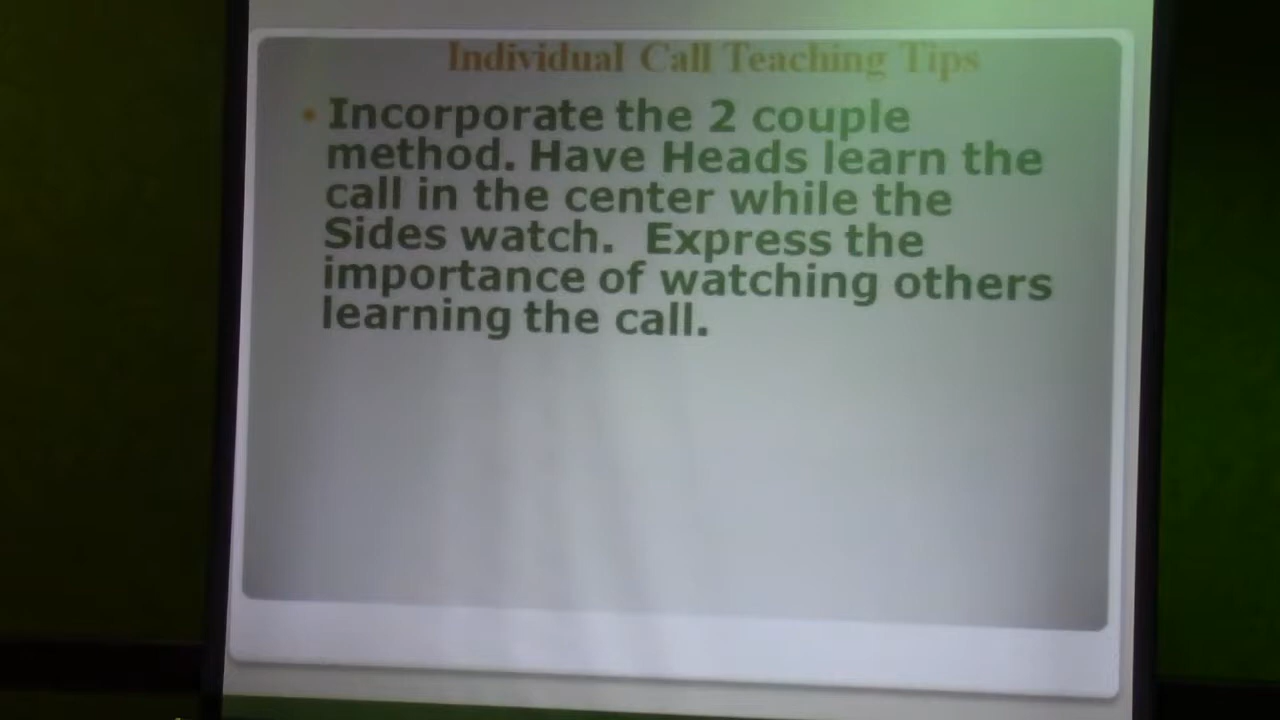 Individual Call Teaching Tips
• Incorporate the 2 couple
method. Have Heads learn the
call in the center while the
Sides watch.  Express the
importance of watching others
learning the call.